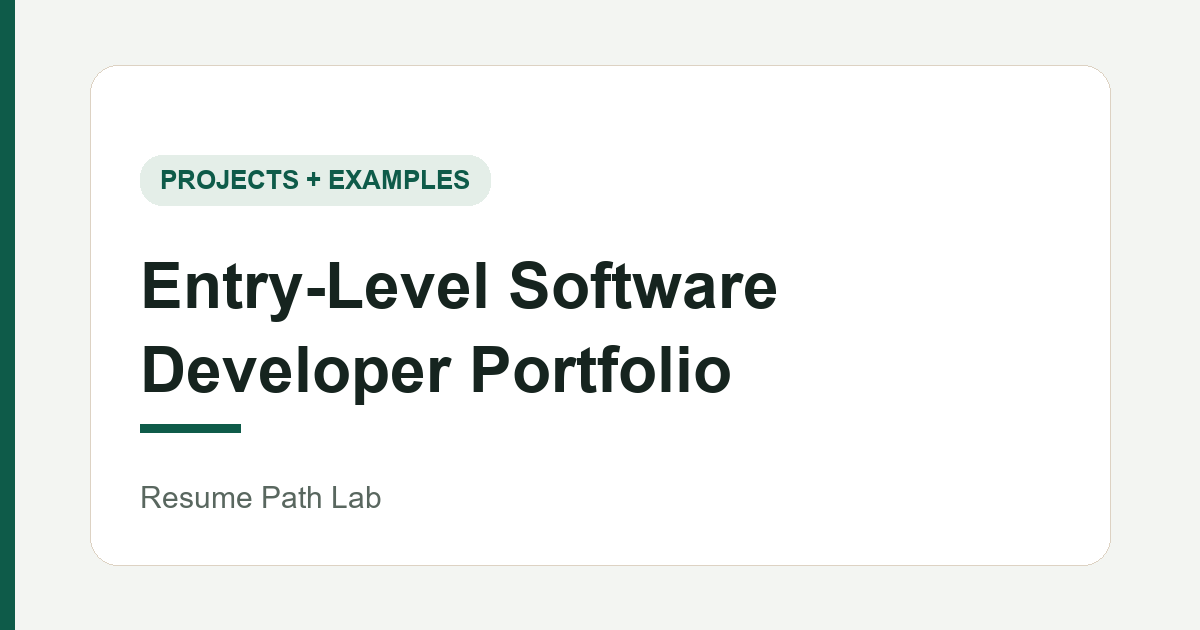 PROJECTS + EXAMPLES
Entry-Level Software
Developer Portfolio
Resume Path Lab